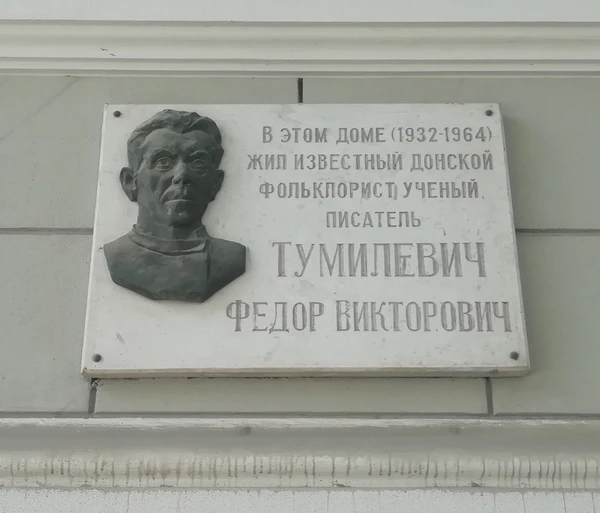 В ЭТОМ ДОМЕ (1932-1964)
ЖИЛ ИЗВЕСТНЫЙ ДОНСКОЙ
ФОЛЬКЛОРИСТ, УЧЕНЫЙ,
ПИСАТЕЛЬ
ТУМИЛЕВИЧ
ФЕДОР ВИКТОРОВИЧ